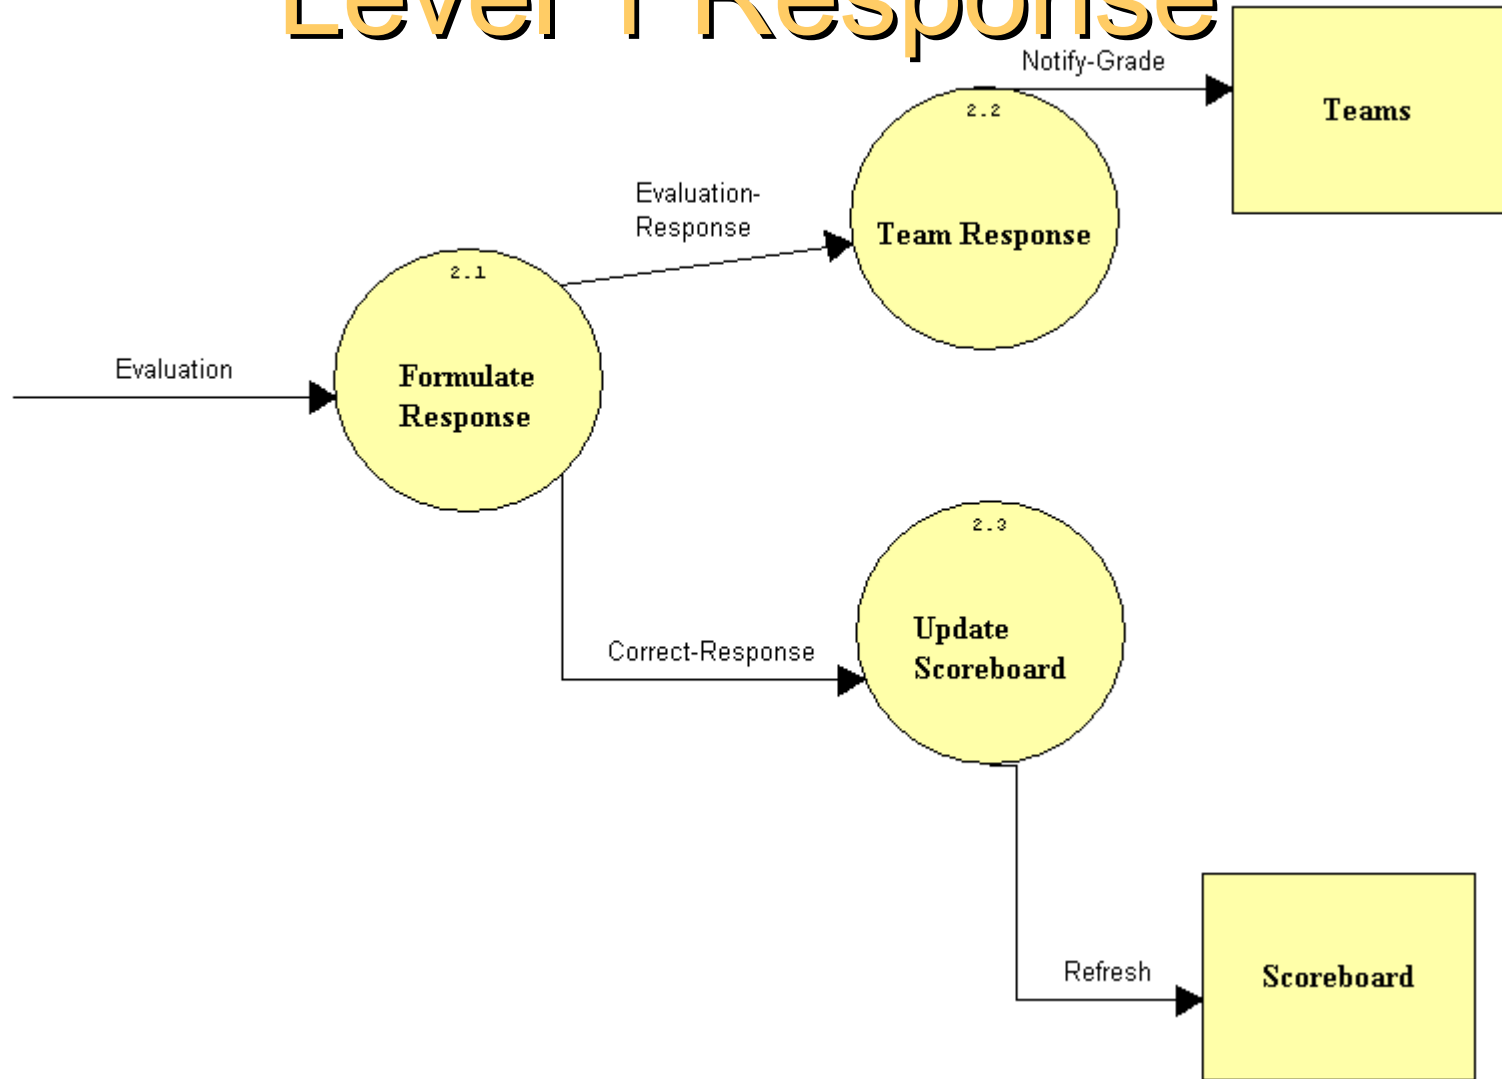 Level 1 Response
Notify-Grade
Teams
2.2
Team Response
Evaluation-
Response
2.1
Formulate
Response
Evaluation
2.3
Update
Scoreboard
Correct-Response
Refresh
Scoreboard